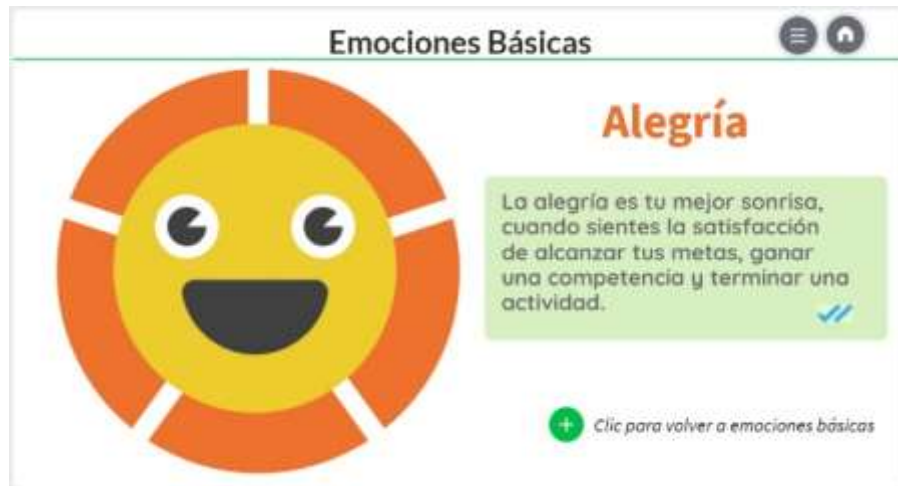 Emociones Básicas
Alegría
La alegría es tu mejor sonrisa,
cuando sientes la satisfacción
de alcanzar tus metas, ganar
una competencia y terminar una
actividad.
Clic para volver a emociones básicas